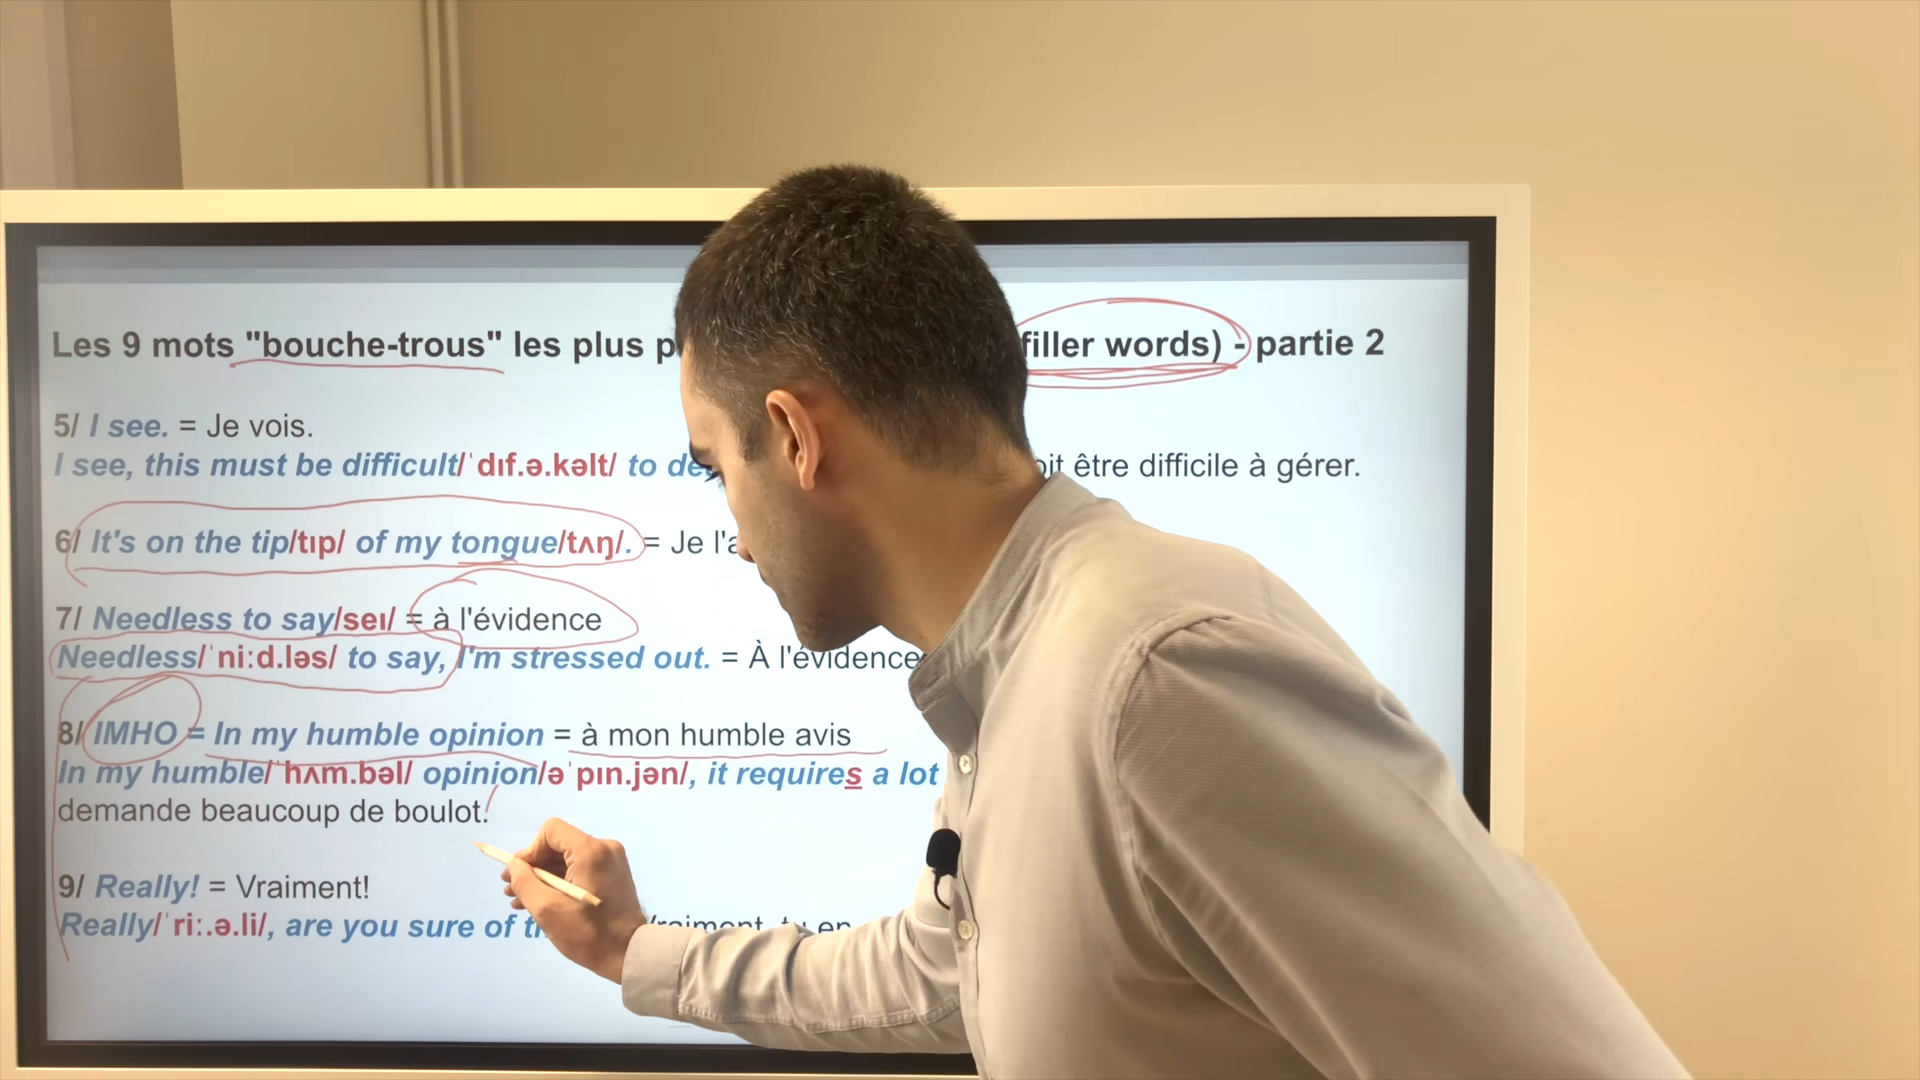 Les 9 mots "bouche-trous" les plus filler words) - partie 2
5/ I see. = Je vois.
I see, this must be difficult/ˈdɪf.ə.kəlt/ to être difficile à gérer.
6/ It's on the tip/tɪp/ of my tongue/tʌŋ/. = Je
7/ Needless to say/seɪ/ = à l'évidence
Needless/ˈniːd.ləs/ to say, I'm stressed out. = À l'évidence
8/ IMHO = In my humble opinion = à mon humble avis
In my humble/ˈhʌm.bəl/ opinion/əˈpɪn.jən/, it requires a lot
demande beaucoup de boulot!
9/ Really! = Vraiment!
Really/ˈriː.ə.li/, are you sure of